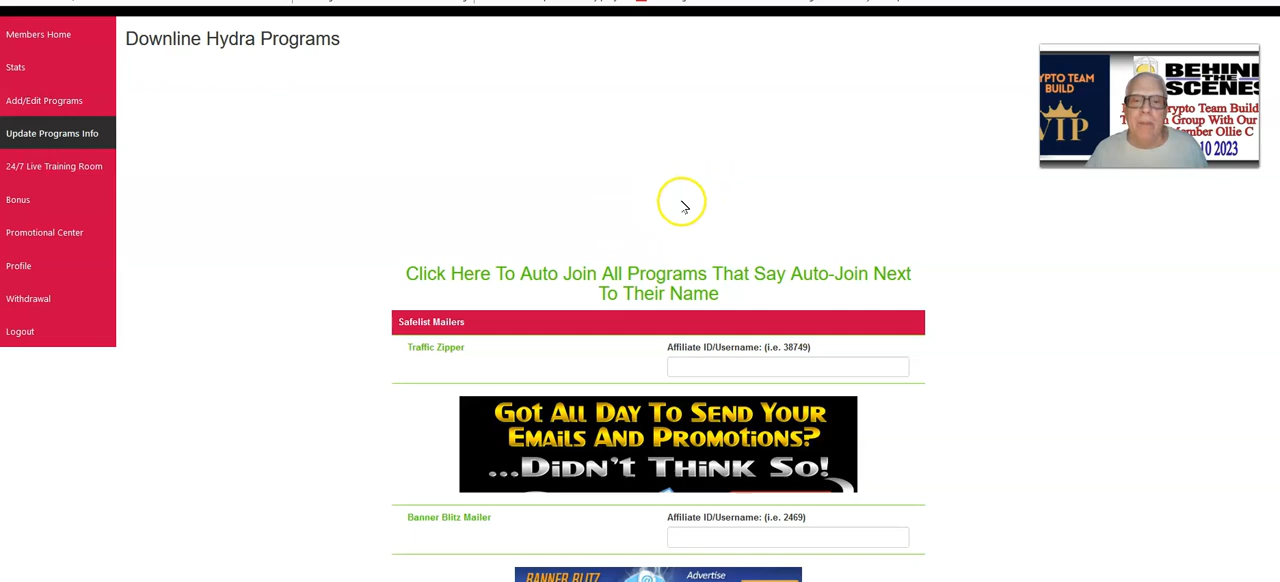 Members Home
Stats
Add/Edit Programs
Update Programs Info
24/7 Live Training Room
Bonus
Promotional Center
Profile
Withdrawal
Logout
Downline Hydra Programs
YPTO TEAM
BUILD
VIP
BEHIN
THE
SCENES
rypto Team Build
Group With Our
ember Ollie C
10 2023
Click Here To Auto Join All Programs That Say Auto-Join Next
To Their Name
Safelist Mailers
Traffic Zipper
Affiliate ID/Username: (i.e. 38749)
GOT ALL DAY TO SEND YOUR
EMAILS AND PROMOTIONS?
...DIDN'T THINK SO!
Banner Blitz Mailer
Affiliate ID/Username: (i.e. 2469)
BANNER BLITZ
Advertise